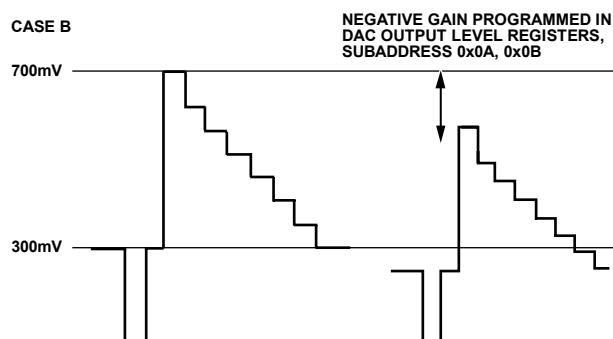 CASE B
NEGATIVE GAIN PROGRAMMED IN
DAC OUTPUT LEVEL REGISTERS,
SUBADDRESS 0x0A, 0x0B
700mV
300mV